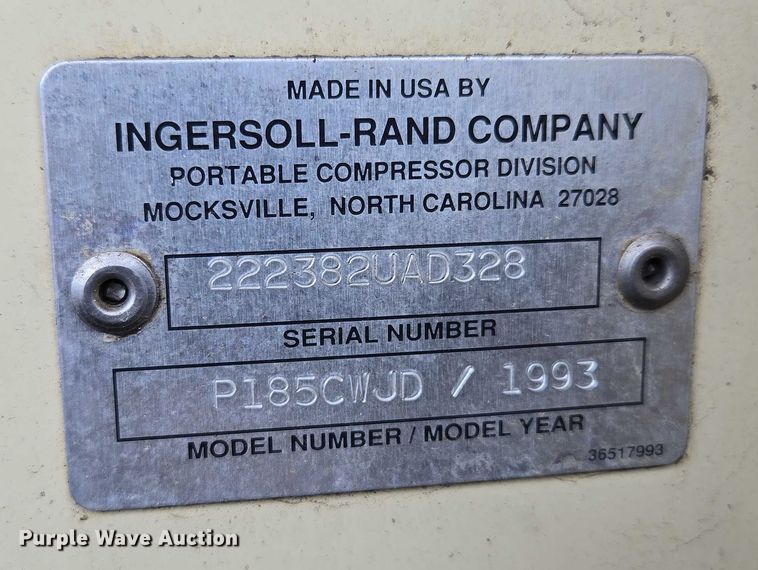 MADE IN USA BY
INGERSOLL-RAND COMPANY
PORTABLE COMPRESSOR DIVISION
MOCKSVILLE, NORTH CAROLINA 27028
222382UAD328
SERIAL NUMBER
P185CWJD / 1993
MODEL NUMBER / MODEL YEAR
36517993
Purple Wave Auction